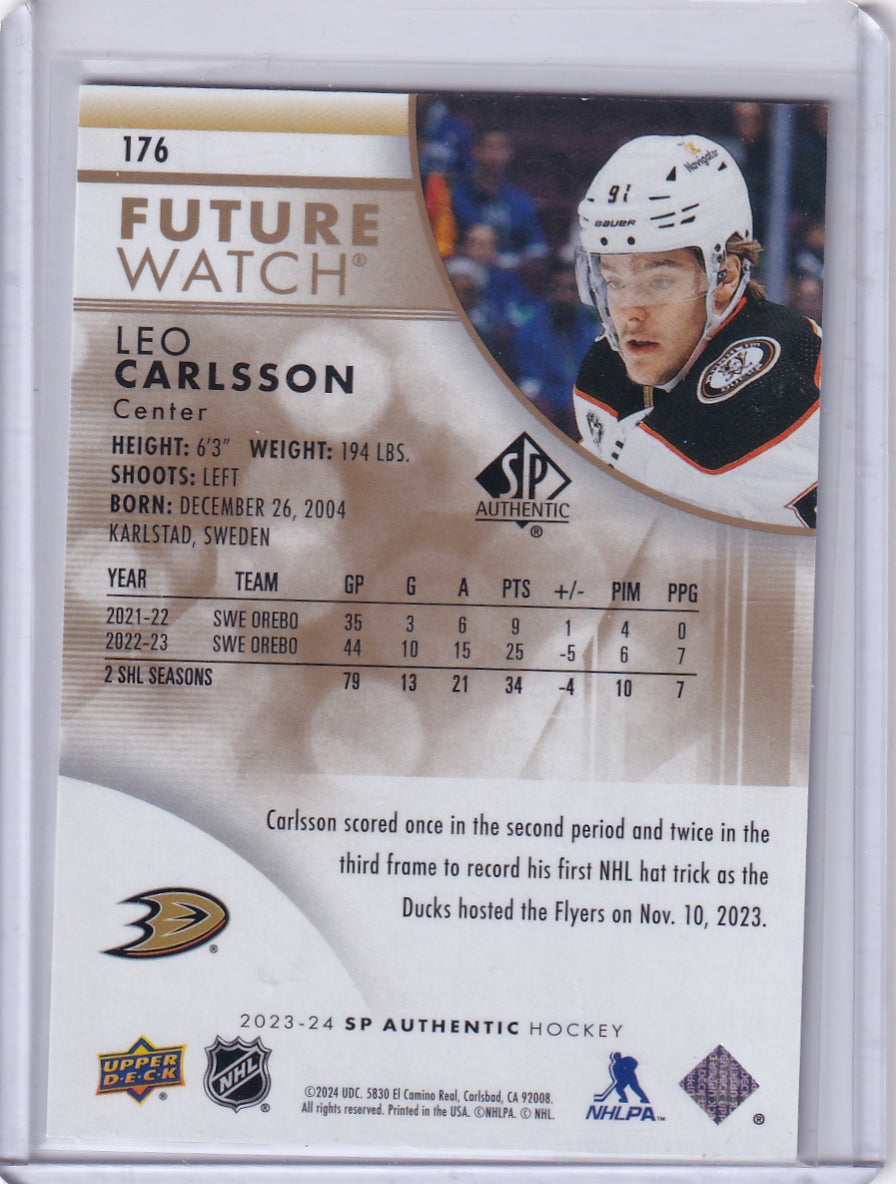 176
FUTURE
WATCH®
Navigator
91
BAUER
LEO
CARLSSON
Center
HEIGHT: 6'3" WEIGHT: 194 LBS.
SHOOTS: LEFT
BORN: DECEMBER 26, 2004
KARLSTAD, SWEDEN
SP
AUTHENTIC
®
YEAR TEAM GP G A PTS +/- PIM PPG
2021-22 SWE OREBO 35 3 6 9 1 4 0
2022-23 SWE OREBO 44 10 15 25 -5 6 7
2 SHL SEASONS 79 13 21 34 -4 10 7
Carlsson scored once in the second period and twice in the
third frame to record his first NHL hat trick as the
Ducks hosted the Flyers on Nov. 10, 2023.
®
2023-24 SP AUTHENTIC HOCKEY
UPPER
D·E·C·K
®
NHL
®
©2024 UDC. 5830 El Camino Real, Carlsbad, CA 92008.
All rights reserved. Printed in the USA. ©NHLPA. © NHL.
NHLPA™
®